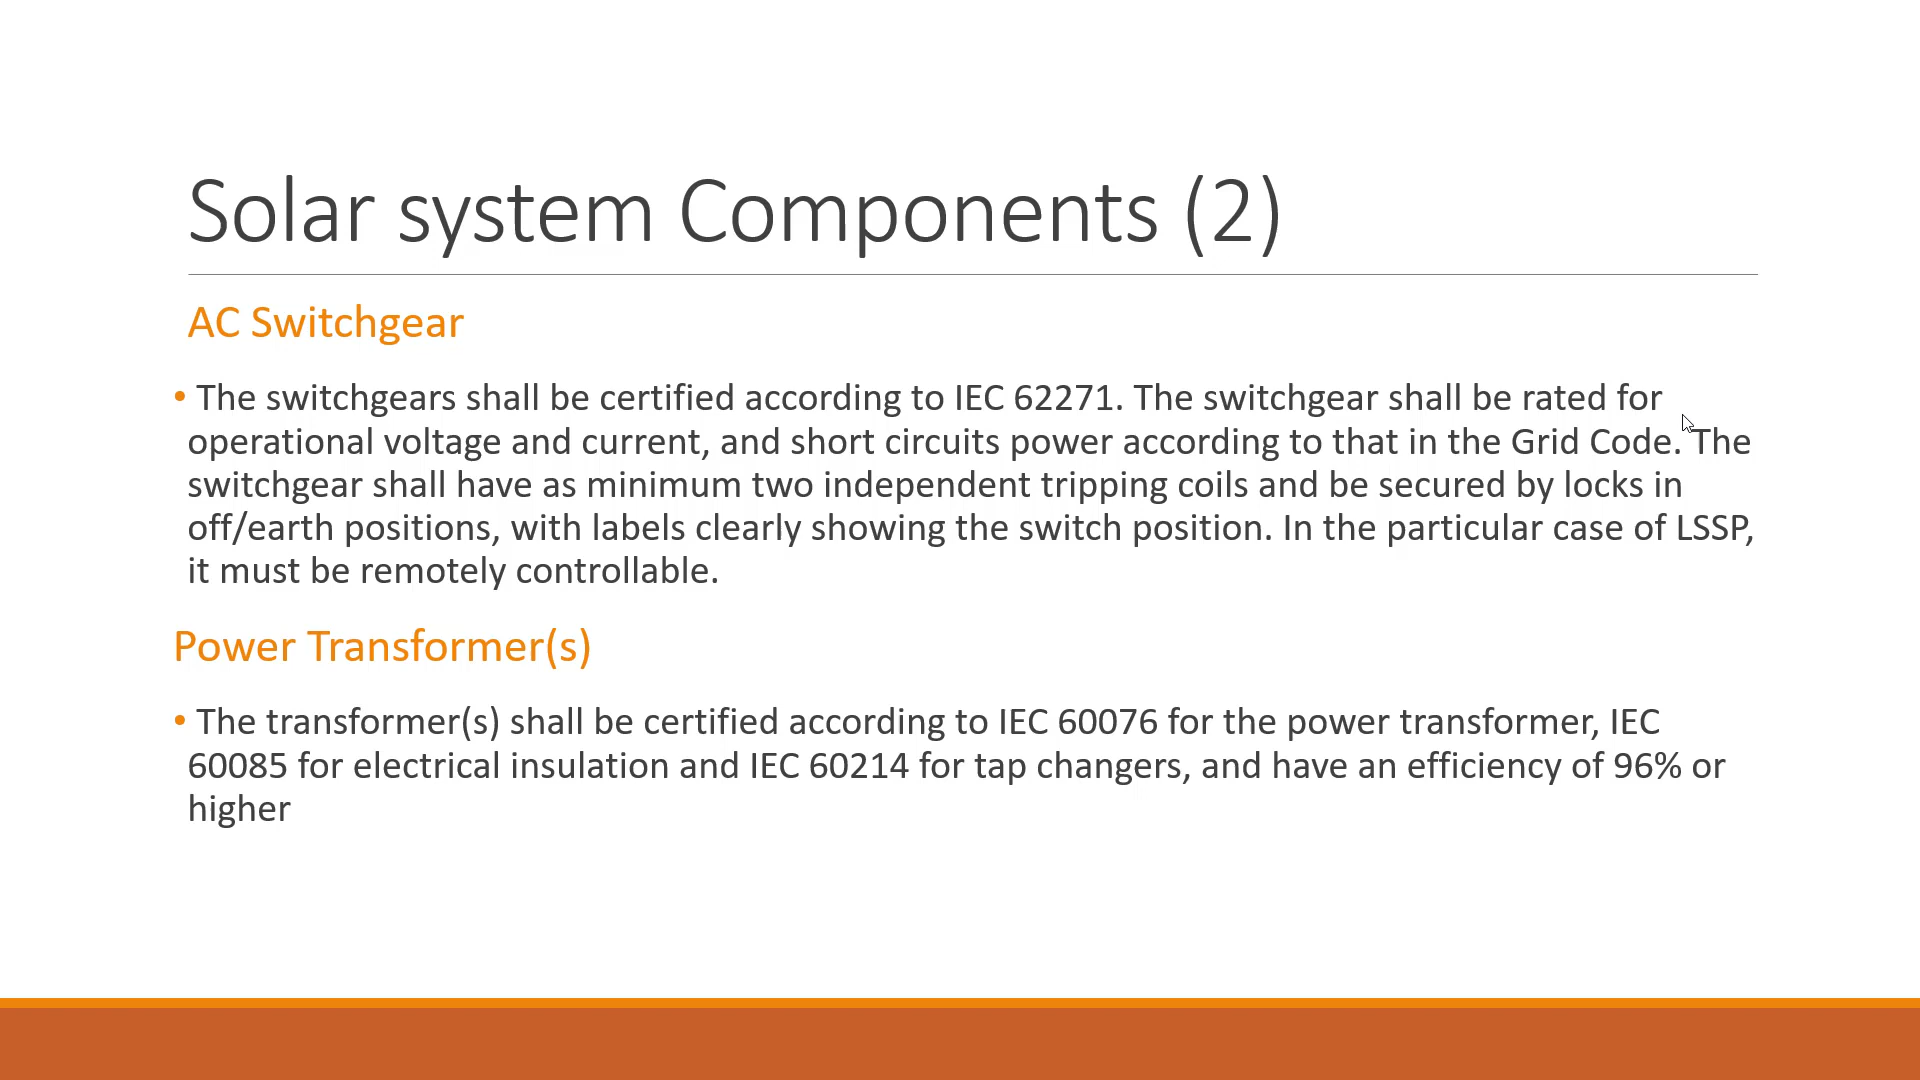 Solar system Components (2)
AC Switchgear
• The switchgears shall be certified according to IEC 62271. The switchgear shall be rated for
operational voltage and current, and short circuits power according to that in the Grid Code. The
switchgear shall have as minimum two independent tripping coils and be secured by locks in
off/earth positions, with labels clearly showing the switch position. In the particular case of LSSP,
it must be remotely controllable.
Power Transformer(s)
• The transformer(s) shall be certified according to IEC 60076 for the power transformer, IEC
60085 for electrical insulation and IEC 60214 for tap changers, and have an efficiency of 96% or
higher